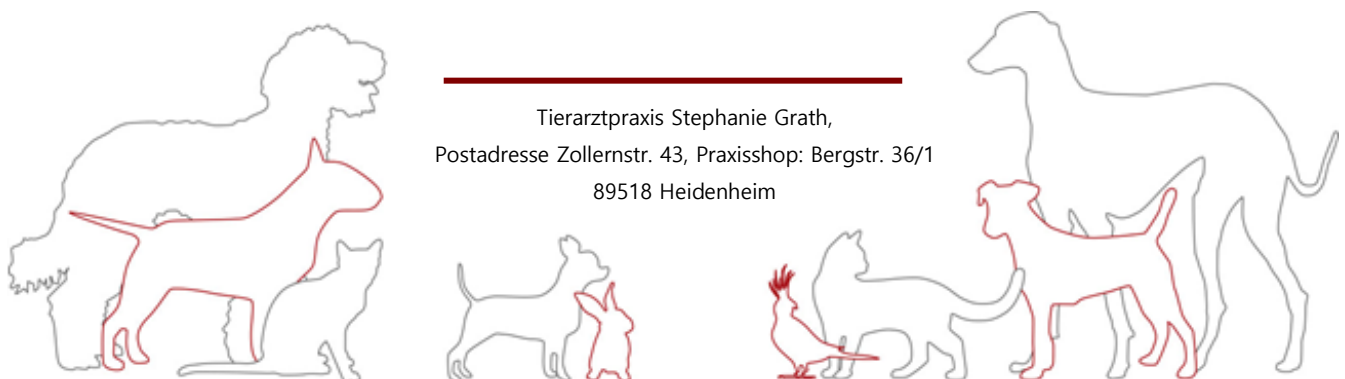 Tierarztpraxis Stephanie Grath,
Postadresse Zollernstr. 43, Praxisshop: Bergstr. 36/1
89518 Heidenheim